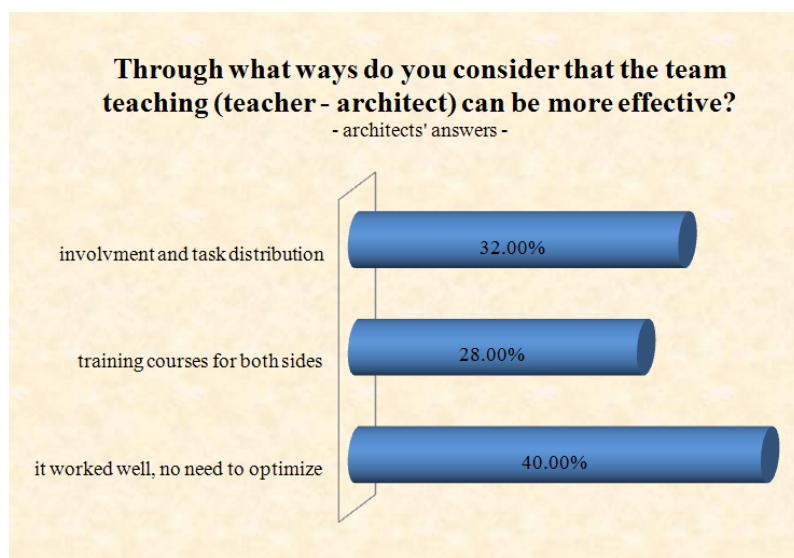 Through what ways do you consider that the team
teaching (teacher - architect) can be more effective?
- architects' answers -
involvment and task distribution
32.00%
training courses for both sides
28.00%
it worked well, no need to optimize
40.00%